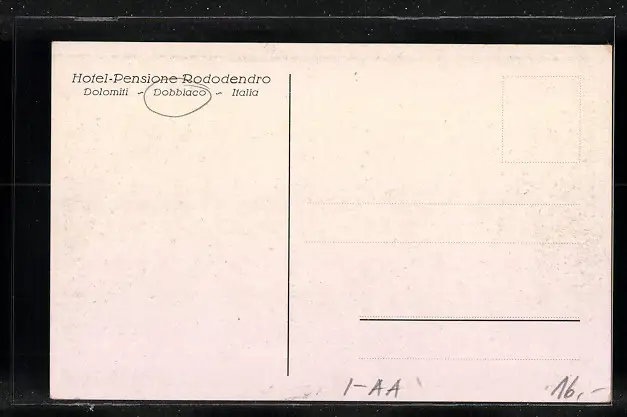 Hotel-Pensione Rododendro
Dolomiti ~ Dobbiaco ~ Italia
I-AA
16,-